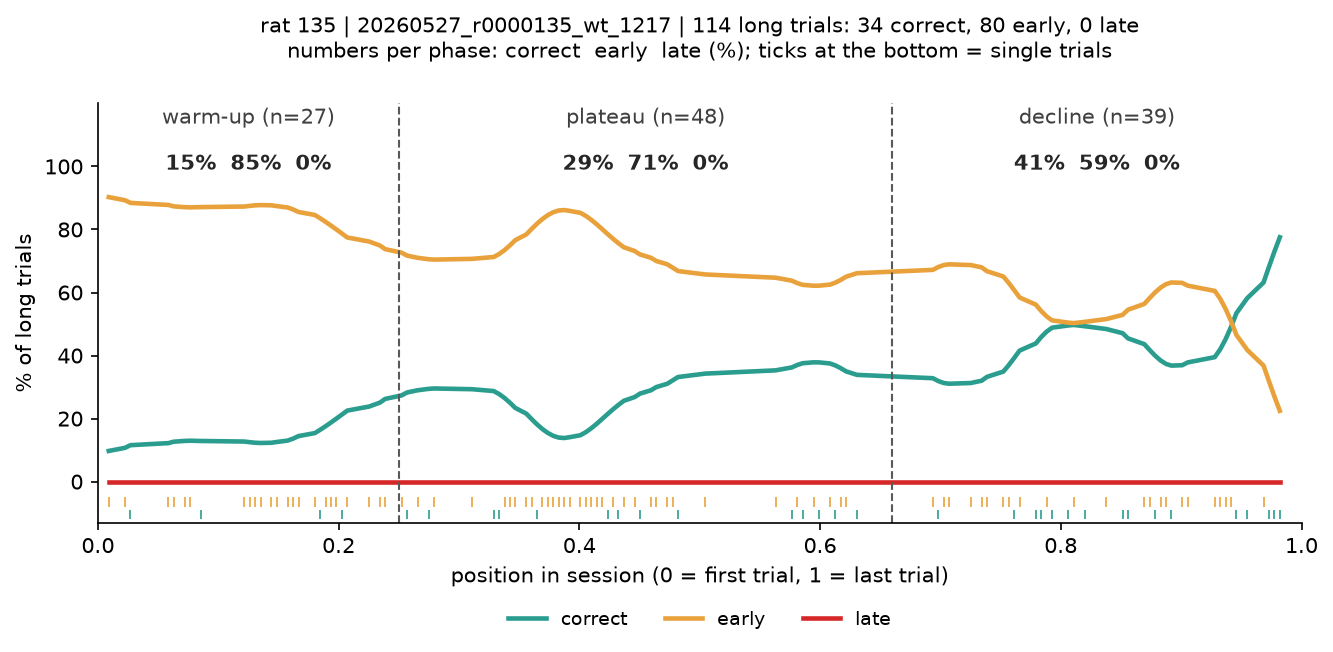 rat 135 | 20260527_r0000135_wt_1217 | 114 long trials: 34 correct, 80 early, 0 late
numbers per phase: correct  early  late (%); ticks at the bottom = single trials
warm-up (n=27)
plateau (n=48)
decline (n=39)
15%  85%  0%
29%  71%  0%
41%  59%  0%
% of long trials
100
80
60
40
20
0
0.0
0.2
0.4
0.6
0.8
1.0
position in session (0 = first trial, 1 = last trial)
correct
early
late